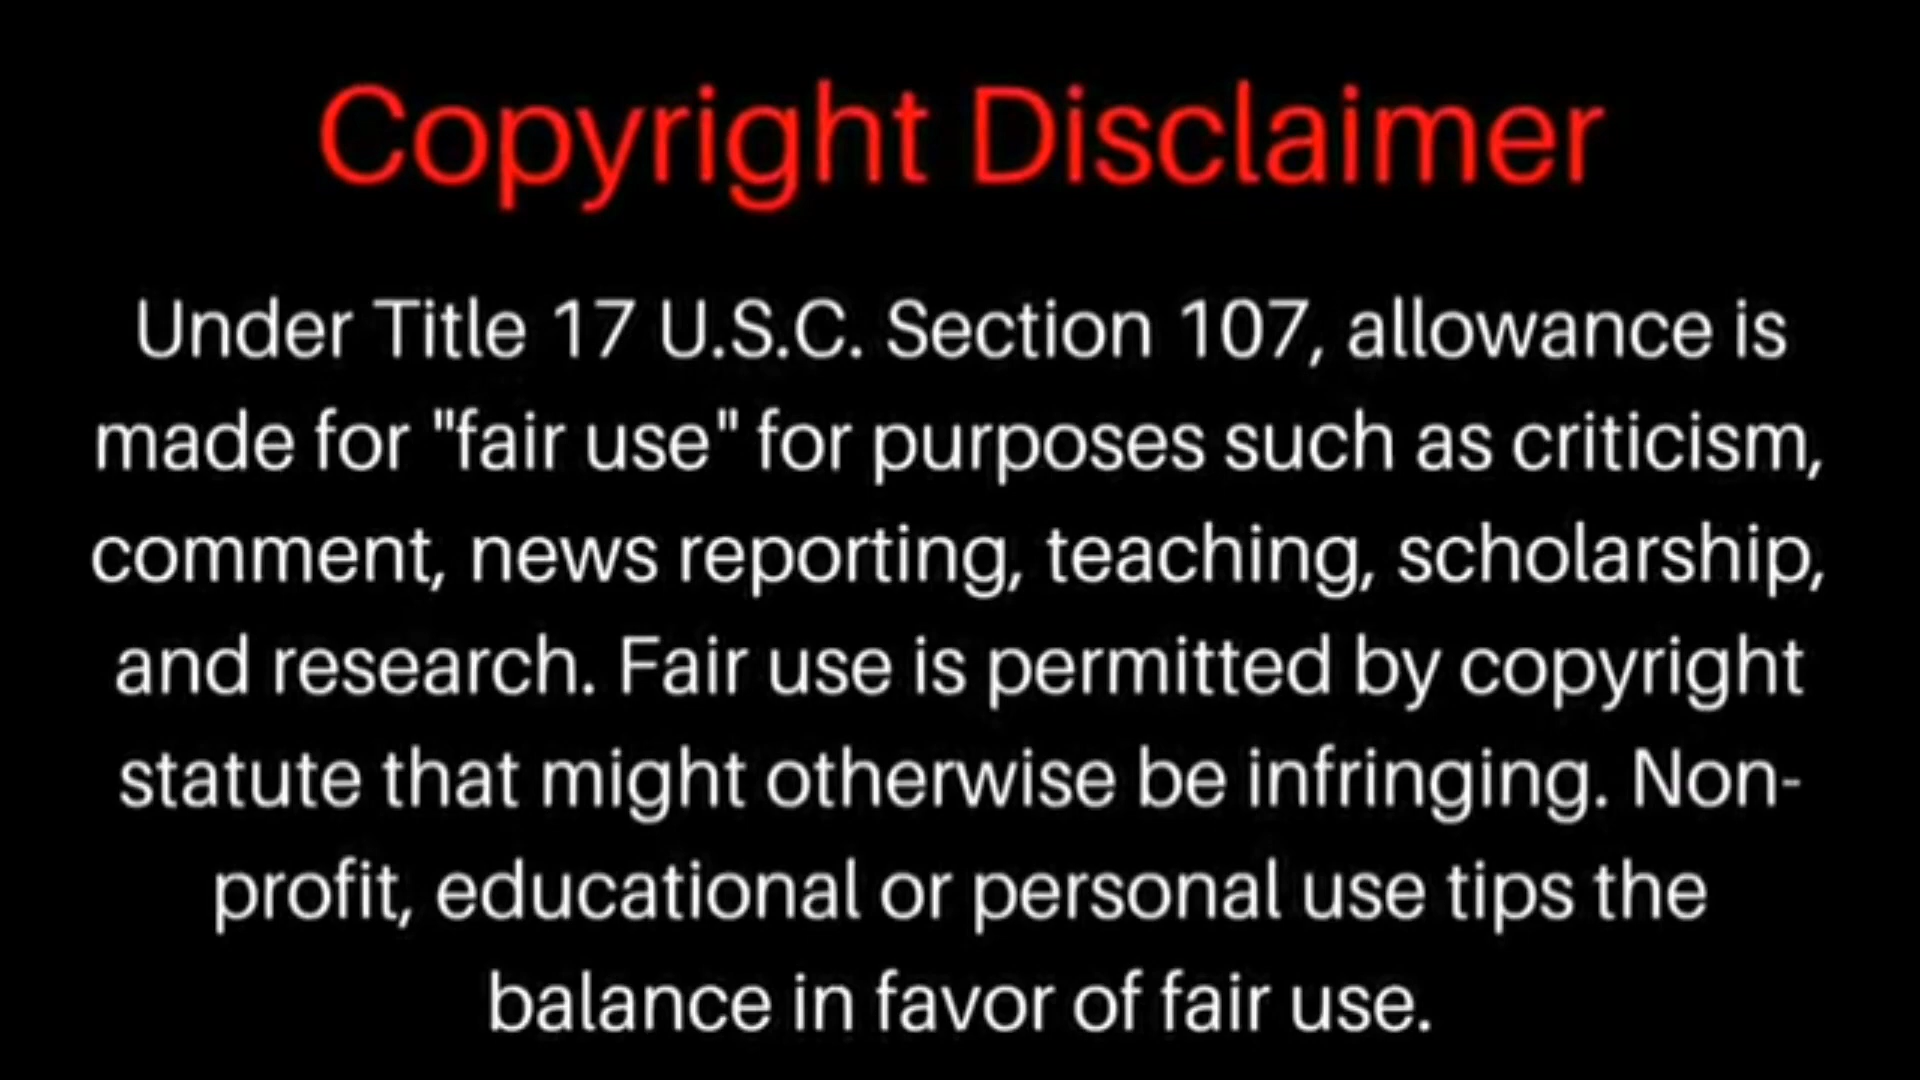 Copyright Disclaimer
Under Title 17 U.S.C. Section 107, allowance is
made for "fair use" for purposes such as criticism,
comment, news reporting, teaching, scholarship,
and research. Fair use is permitted by copyright
statute that might otherwise be infringing. Non-
profit, educational or personal use tips the
balance in favor of fair use.